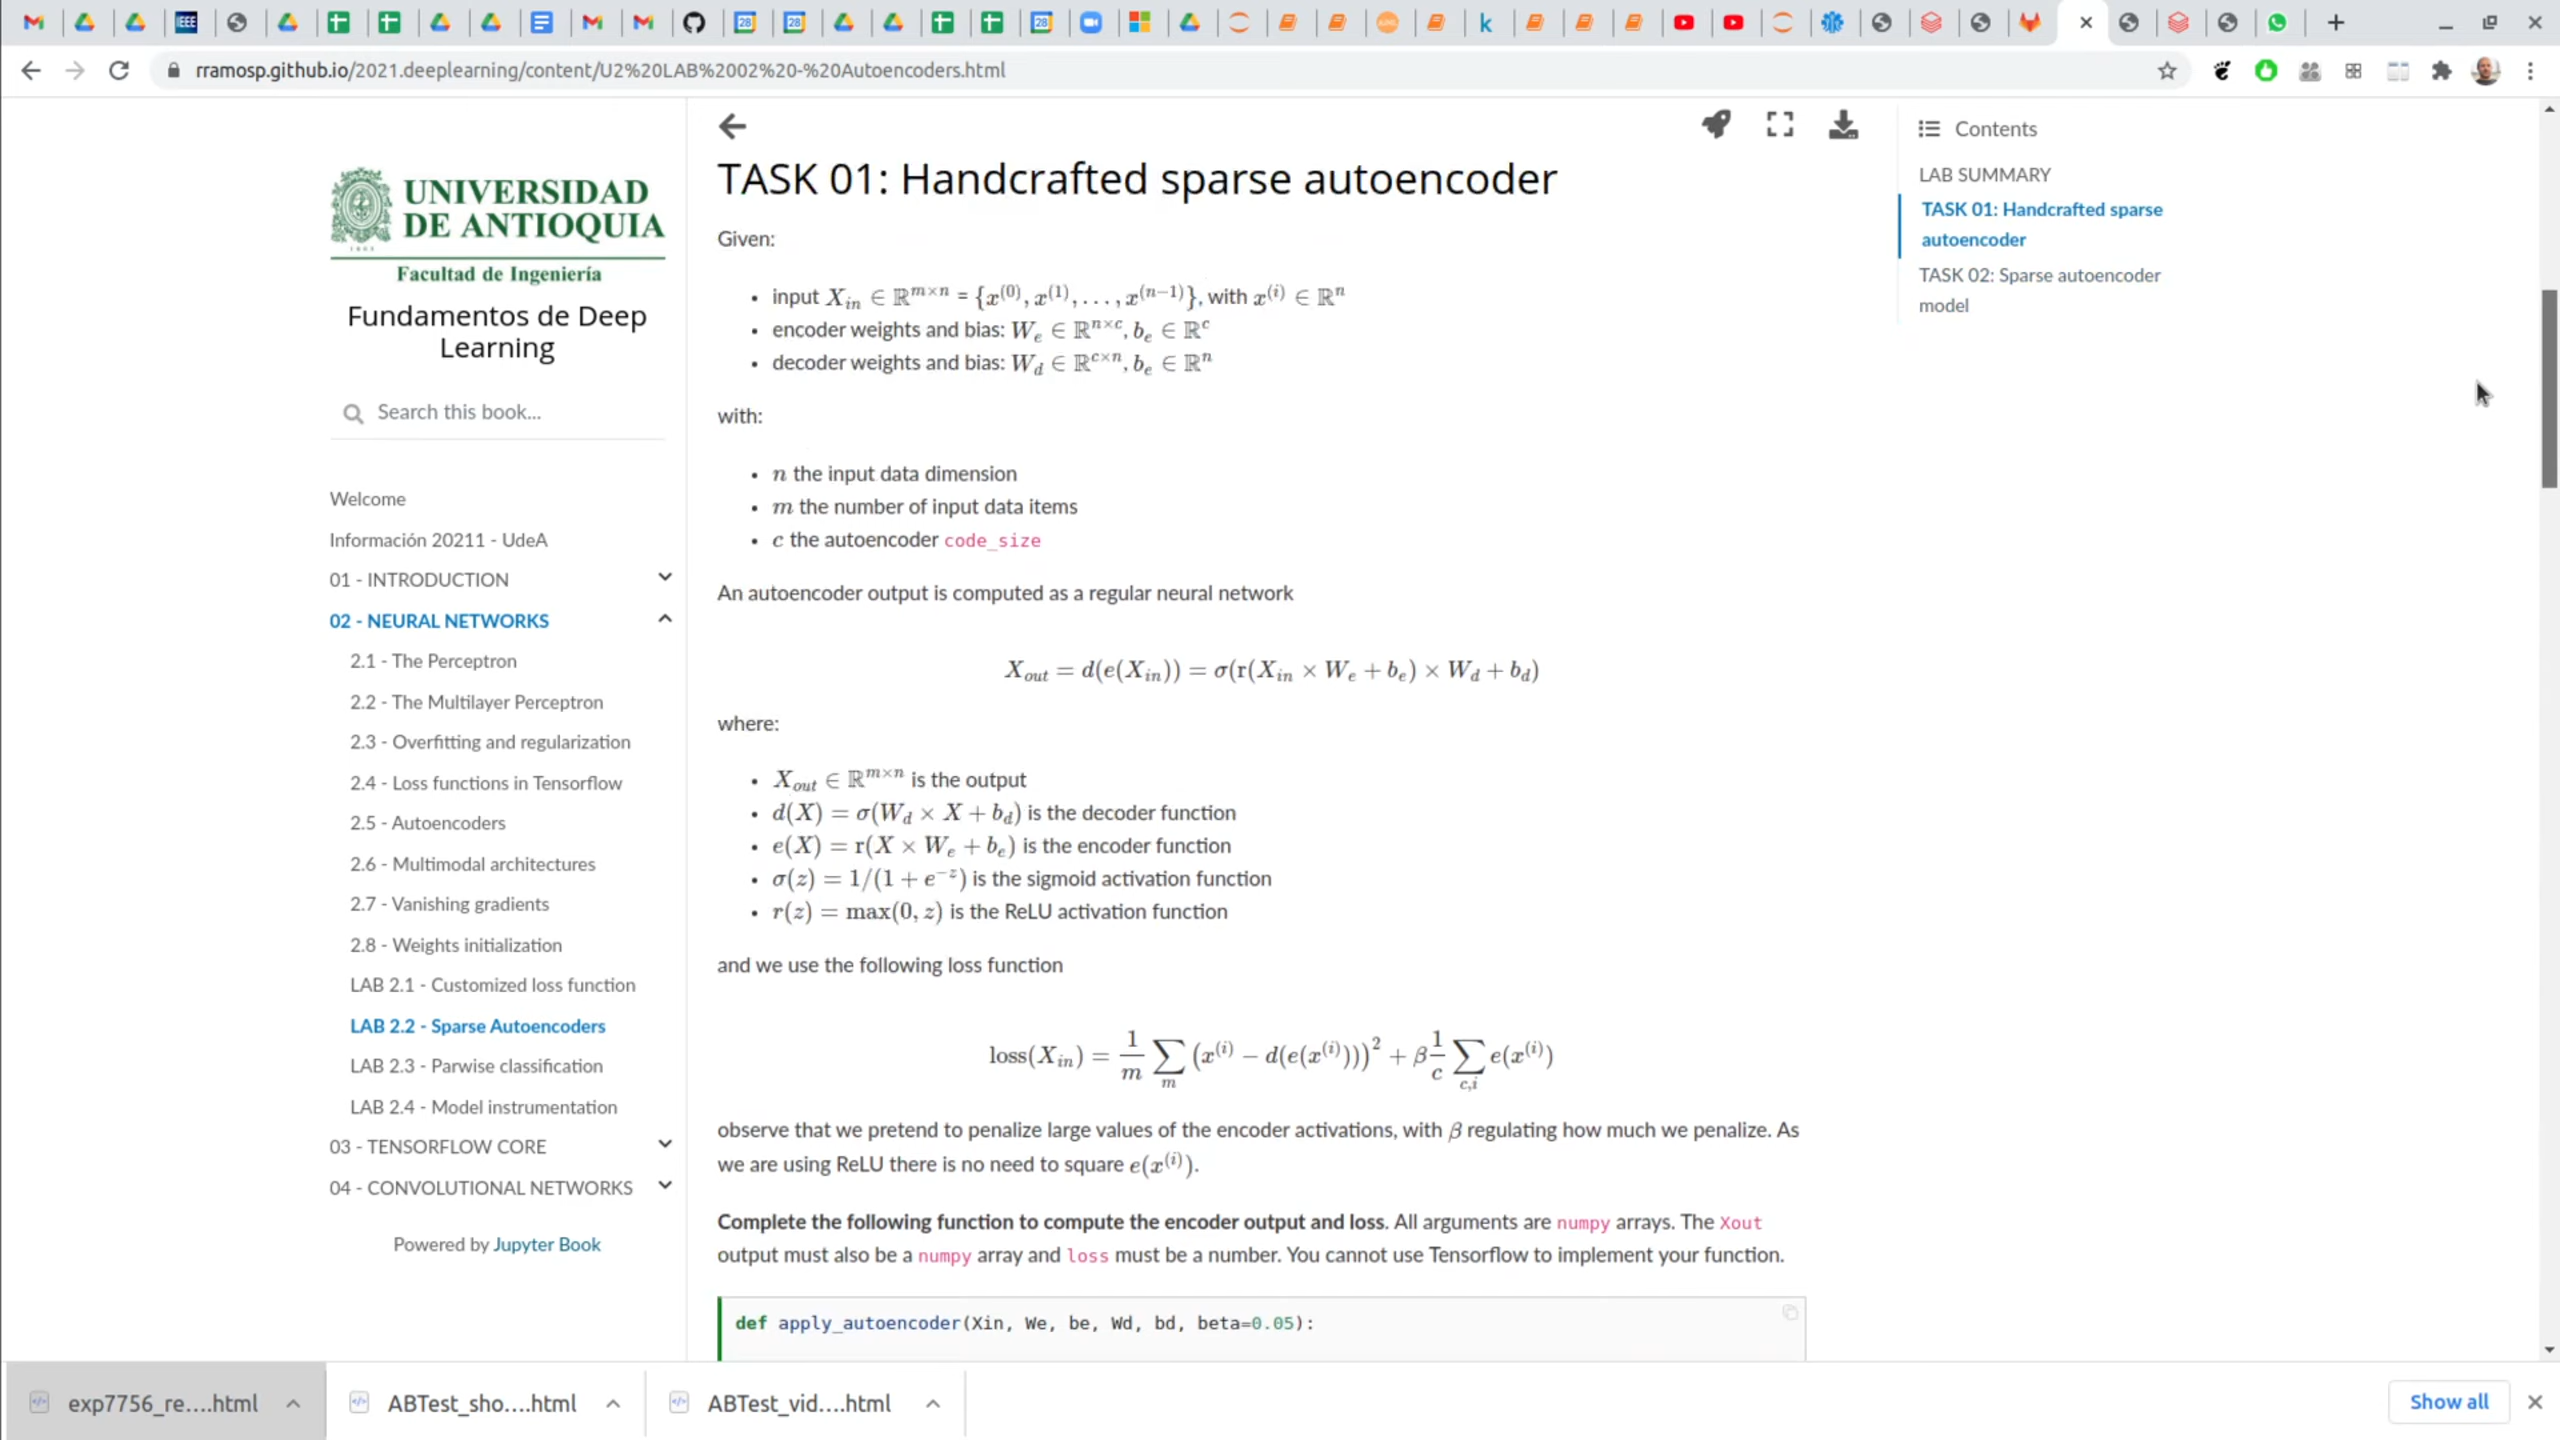 rramosp.github.io/2021.deeplearning/content/U2%20LAB%2002%20-%20Autoencoders.html
UNIVERSIDAD
DE ANTIOQUIA
1803
Facultad de Ingeniería
Fundamentos de Deep
Learning
Search this book...
Welcome
Información 20211 - UdeA
01 - INTRODUCTION
02 - NEURAL NETWORKS
2.1 - The Perceptron
2.2 - The Multilayer Perceptron
2.3 - Overfitting and regularization
2.4 - Loss functions in Tensorflow
2.5 - Autoencoders
2.6 - Multimodal architectures
2.7 - Vanishing gradients
2.8 - Weights initialization
LAB 2.1 - Customized loss function
LAB 2.2 - Sparse Autoencoders
LAB 2.3 - Parwise classification
LAB 2.4 - Model instrumentation
03 - TENSORFLOW CORE
04 - CONVOLUTIONAL NETWORKS
Powered by Jupyter Book
TASK 01: Handcrafted sparse autoencoder
Given:
• input X_in ∈ ℝ^{m×n} = {x^(0), x^(1), ..., x^(n−1)}, with x^(i) ∈ ℝ^n
• encoder weights and bias: W_e ∈ ℝ^{n×c}, b_e ∈ ℝ^c
• decoder weights and bias: W_d ∈ ℝ^{c×n}, b_e ∈ ℝ^n
with:
• n the input data dimension
• m the number of input data items
• c the autoencoder code_size
An autoencoder output is computed as a regular neural network
X_out = d(e(X_in)) = σ(r(X_in × W_e + b_e) × W_d + b_d)
where:
• X_out ∈ ℝ^{m×n} is the output
• d(X) = σ(W_d × X + b_d) is the decoder function
• e(X) = r(X × W_e + b_e) is the encoder function
• σ(z) = 1/(1 + e^{−z}) is the sigmoid activation function
• r(z) = max(0, z) is the ReLU activation function
and we use the following loss function
loss(X_in) = 1/m ∑_m (x^(i) − d(e(x^(i))))^2 + β 1/c ∑_{c,i} e(x^(i))
observe that we pretend to penalize large values of the encoder activations, with β regulating how much we penalize. As
we are using ReLU there is no need to square e(x^(i)).
Complete the following function to compute the encoder output and loss. All arguments are numpy arrays. The Xout
output must also be a numpy array and loss must be a number. You cannot use Tensorflow to implement your function.
def apply_autoencoder(Xin, We, be, Wd, bd, beta=0.05):
Contents
LAB SUMMARY
TASK 01: Handcrafted sparse
autoencoder
TASK 02: Sparse autoencoder
model
exp7756_re....html
ABTest_sho....html
ABTest_vid....html
Show all